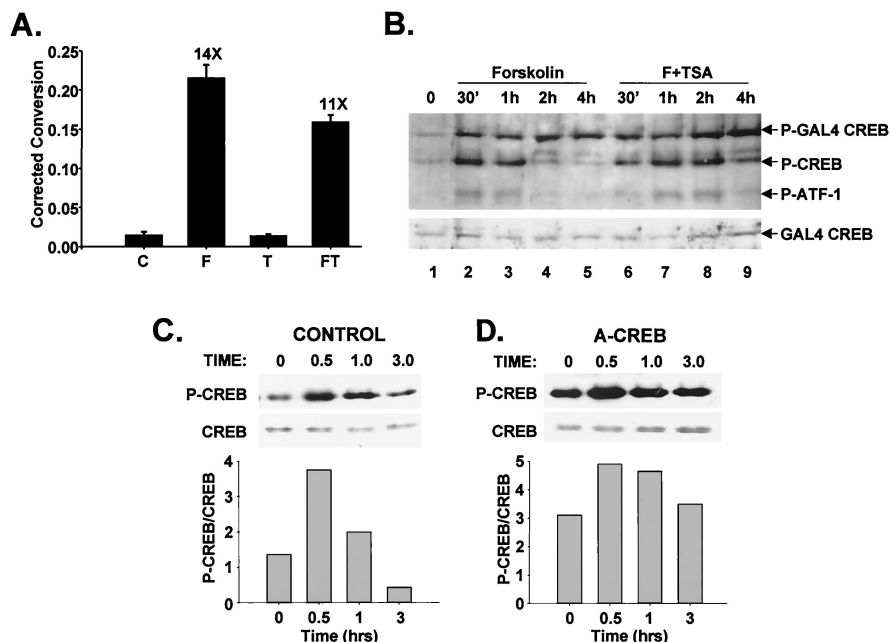 A.
Corrected Conversion
0.25
0.20
0.15
0.10
0.05
0.00
14X
11X
C F T FT
B.
Forskolin F+TSA
0 30' 1h 2h 4h 30' 1h 2h 4h
P-GAL4 CREB
P-CREB
P-ATF-1
GAL4 CREB
1 2 3 4 5 6 7 8 9
C. CONTROL
TIME: 0 0.5 1.0 3.0
P-CREB
CREB
P-CREB/CREB
4
3
2
1
0
0 0.5 1 3
Time (hrs)
D. A-CREB
TIME: 0 0.5 1.0 3.0
P-CREB
CREB
P-CREB/CREB
5
4
3
2
1
0
0 0.5 1 3
Time (hrs)